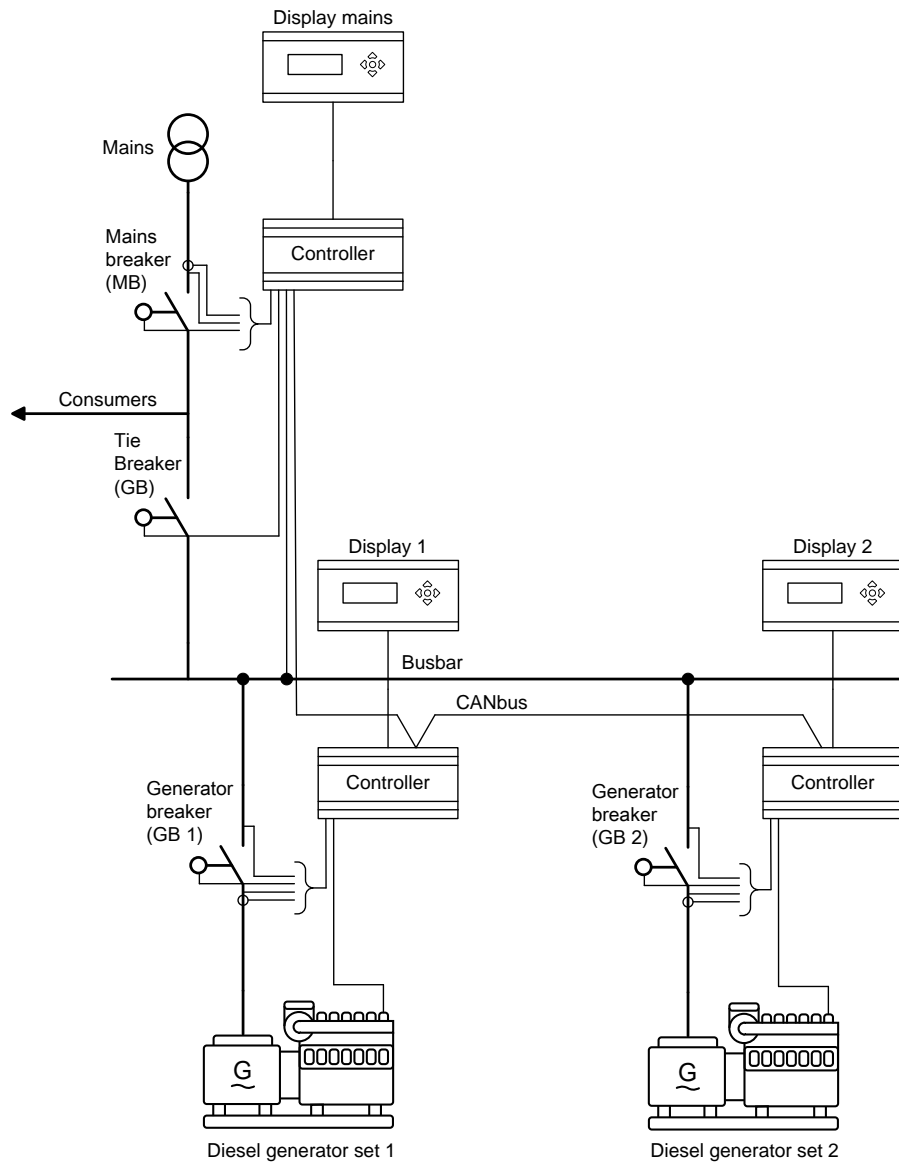 Display mains
Mains
Mains
breaker
(MB)
Controller
Consumers
Tie
Breaker
(GB)
Display 1
Display 2
Busbar
CANbus
Controller
Controller
Generator
breaker
(GB 1)
Generator
breaker
(GB 2)
G
G
Diesel generator set 1
Diesel generator set 2